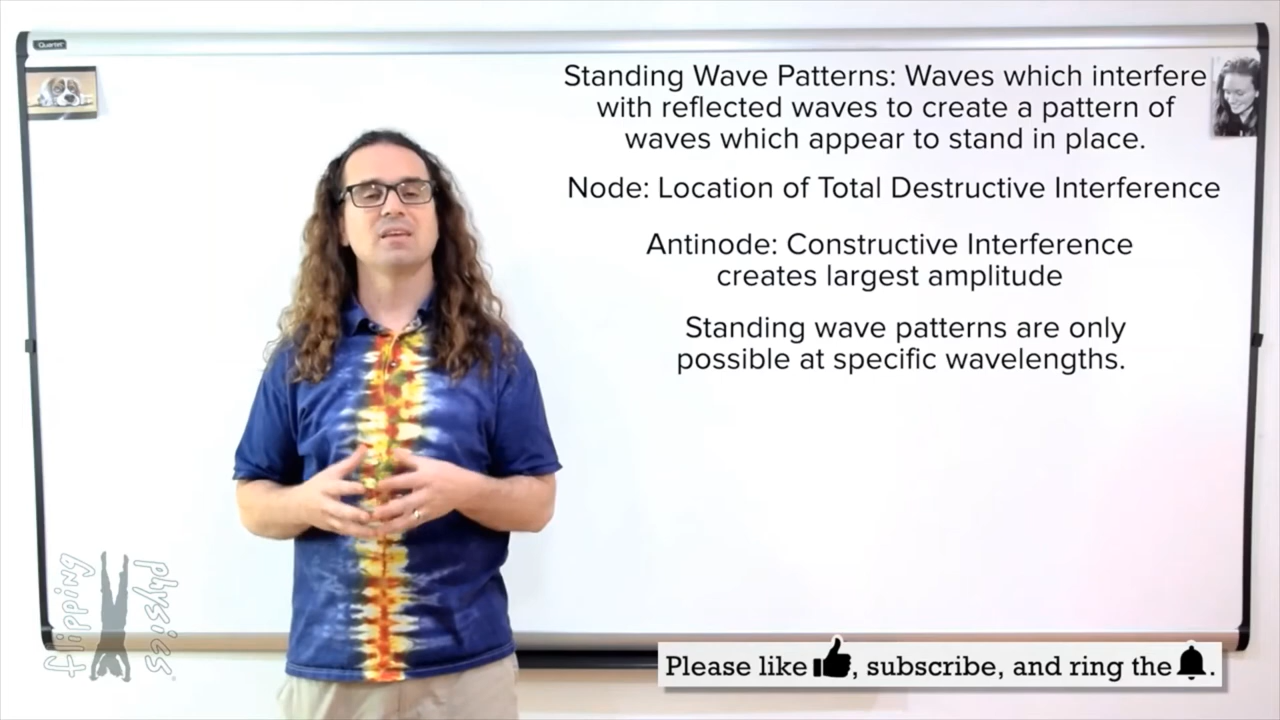 Quartet
Standing Wave Patterns: Waves which interfere
with reflected waves to create a pattern of
waves which appear to stand in place.
Node: Location of Total Destructive Interference
Antinode: Constructive Interference
creates largest amplitude
Standing wave patterns are only
possible at specific wavelengths.
flipping
physics
Please like , subscribe, and ring the .